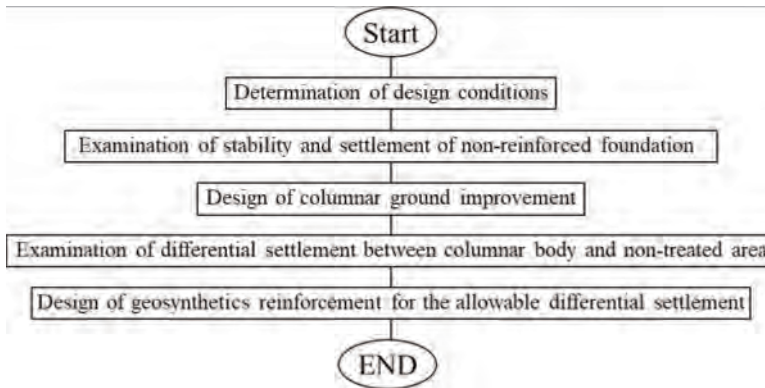 Start
Determination of design conditions
Examination of stability and settlement of non-reinforced foundation
Design of columnar ground improvement
Examination of differential settlement between columnar body and non-treated area
Design of geosynthetics reinforcement for the allowable differential settlement
END